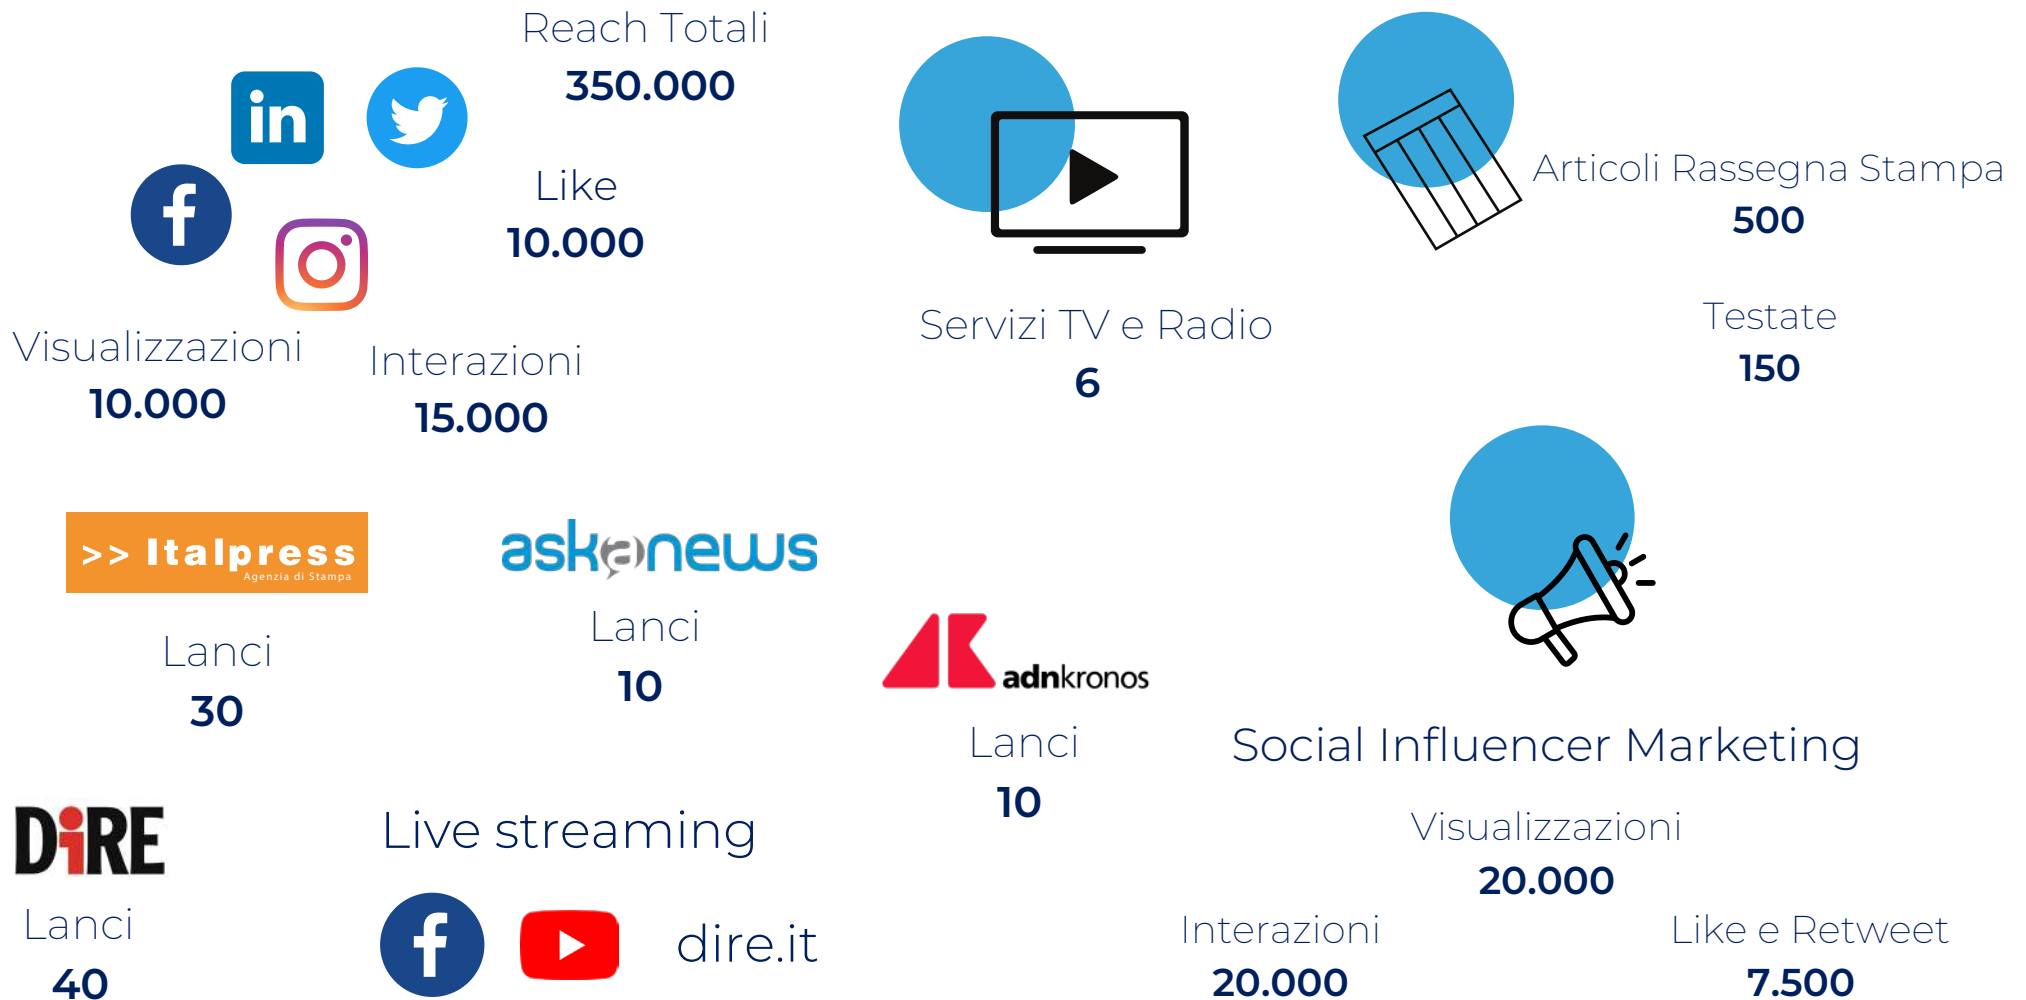 Reach Totali
350.000
in
Like
10.000
f
Visualizzazioni
10.000
Interazioni
15.000
Servizi TV e Radio
6
Articoli Rassegna Stampa
500
Testate
150
>> Italpress
Agenzia di Stampa
Lanci
30
askanews
Lanci
10
adnkronos
Lanci
10
DiRE
Lanci
40
Live streaming
f
dire.it
Social Influencer Marketing
Visualizzazioni
20.000
Interazioni
20.000
Like e Retweet
7.500